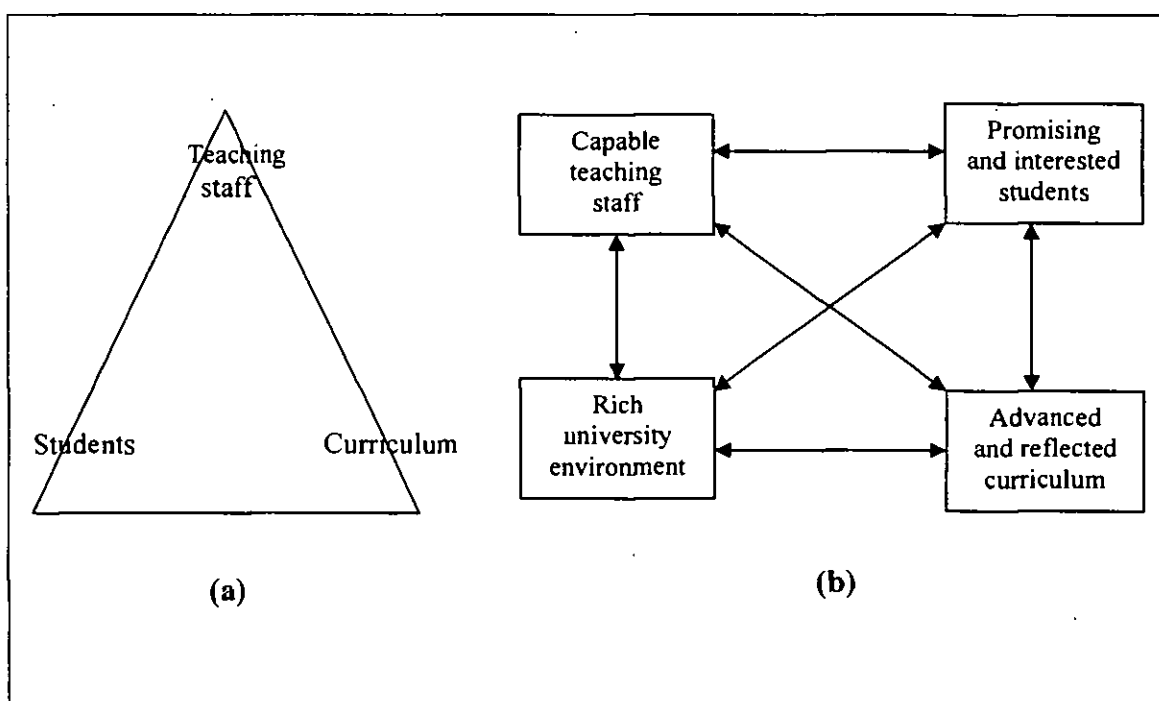 Teaching
staff
Students
Curriculum
(a)
Capable
teaching
staff
Promising
and interested
students
Rich
university
environment
Advanced
and reflected
curriculum
(b)